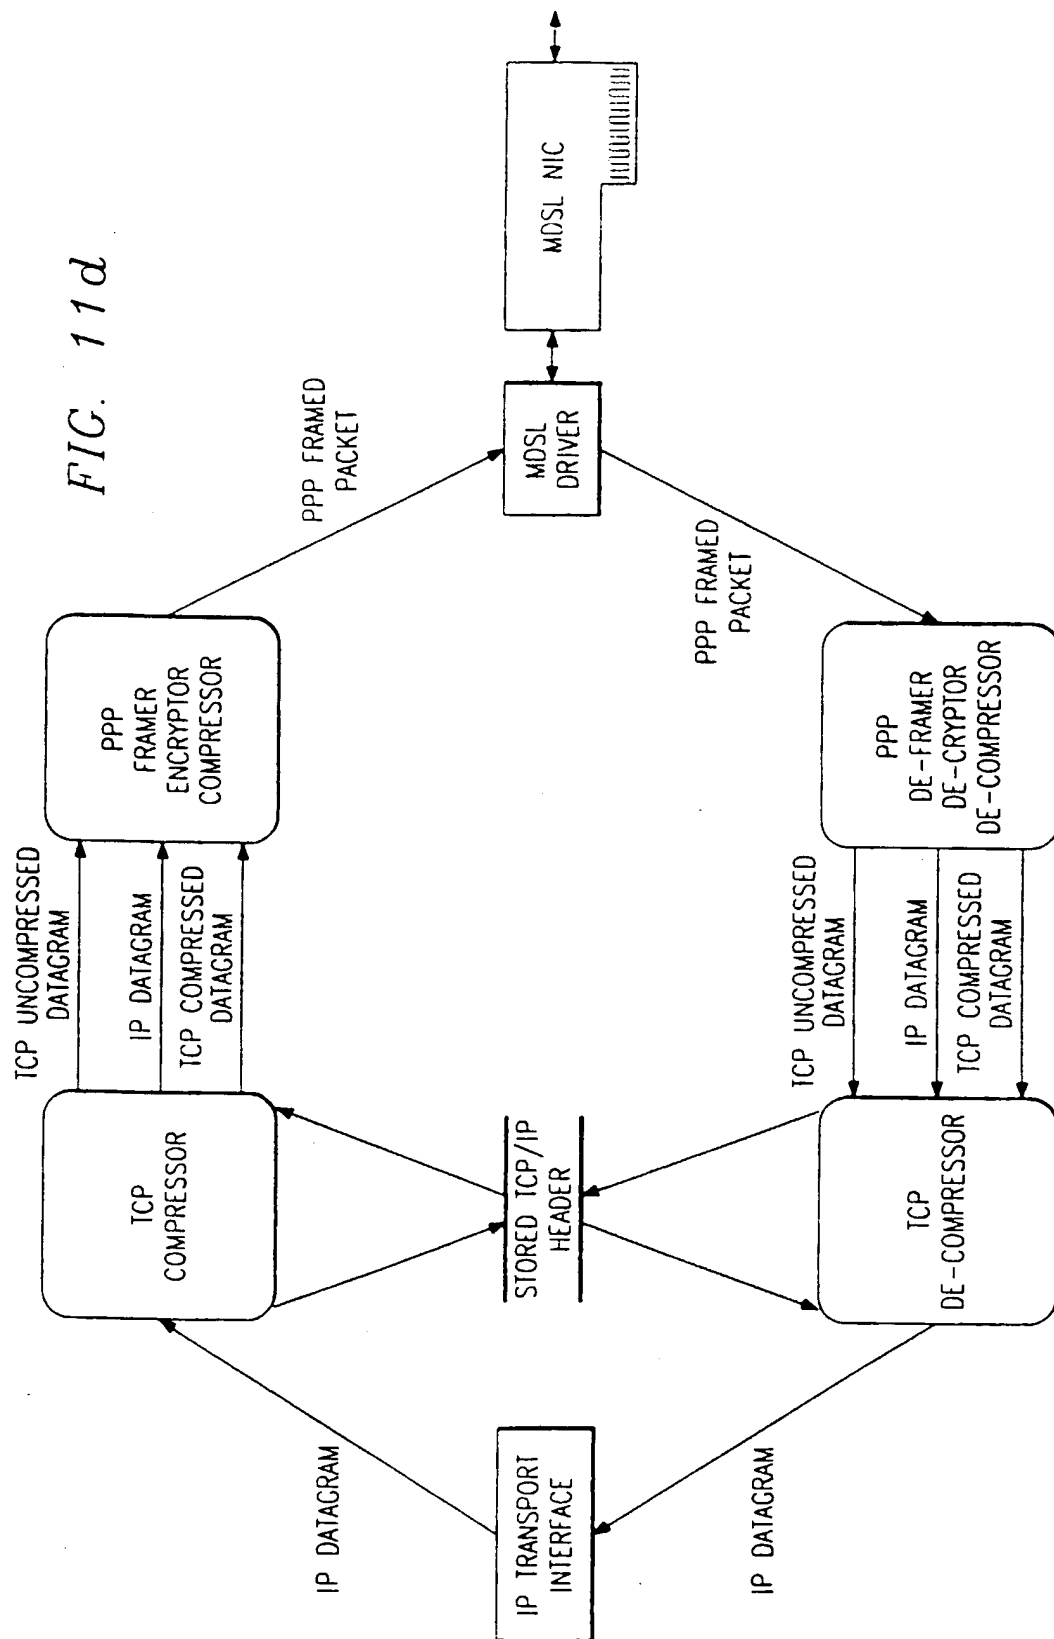 FIG. 11d
TCP UNCOMPRESSED
DATAGRAM
IP DATAGRAM
TCP COMPRESSED
DATAGRAM
TCP
COMPRESSOR
PPP
FRAMER
ENCRYPTOR
COMPRESSOR
IP DATAGRAM
PPP FRAMED
PACKET
IP TRANSPORT
INTERFACE
STORED TCP/IP
HEADER
MDSL
DRIVER
MDSL NIC
IP DATAGRAM
PPP FRAMED
PACKET
TCP UNCOMPRESSED
DATAGRAM
IP DATAGRAM
TCP COMPRESSED
DATAGRAM
TCP
DE-COMPRESSOR
PPP
DE-FRAMER
DE-CRYPTOR
DE-COMPRESSOR